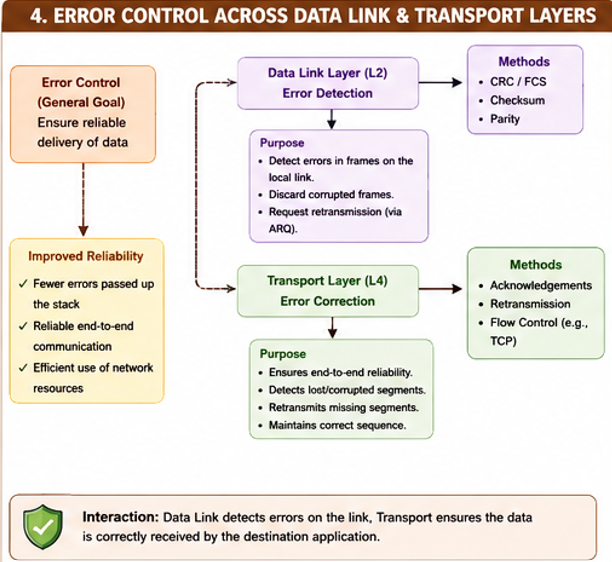 4. ERROR CONTROL ACROSS DATA LINK & TRANSPORT LAYERS
Error Control
(General Goal)
Ensure reliable
delivery of data
Improved Reliability
✓ Fewer errors passed up
the stack
✓ Reliable end-to-end
communication
✓ Efficient use of network
resources
Data Link Layer (L2)
Error Detection
Methods
• CRC / FCS
• Checksum
• Parity
Purpose
• Detect errors in frames on the
local link.
• Discard corrupted frames.
• Request retransmission (via
ARQ).
Transport Layer (L4)
Error Correction
Methods
• Acknowledgements
• Retransmission
• Flow Control (e.g.,
TCP)
Purpose
• Ensures end-to-end reliability.
• Detects lost/corrupted segments.
• Retransmits missing segments.
• Maintains correct sequence.
Interaction: Data Link detects errors on the link, Transport ensures the data
is correctly received by the destination application.